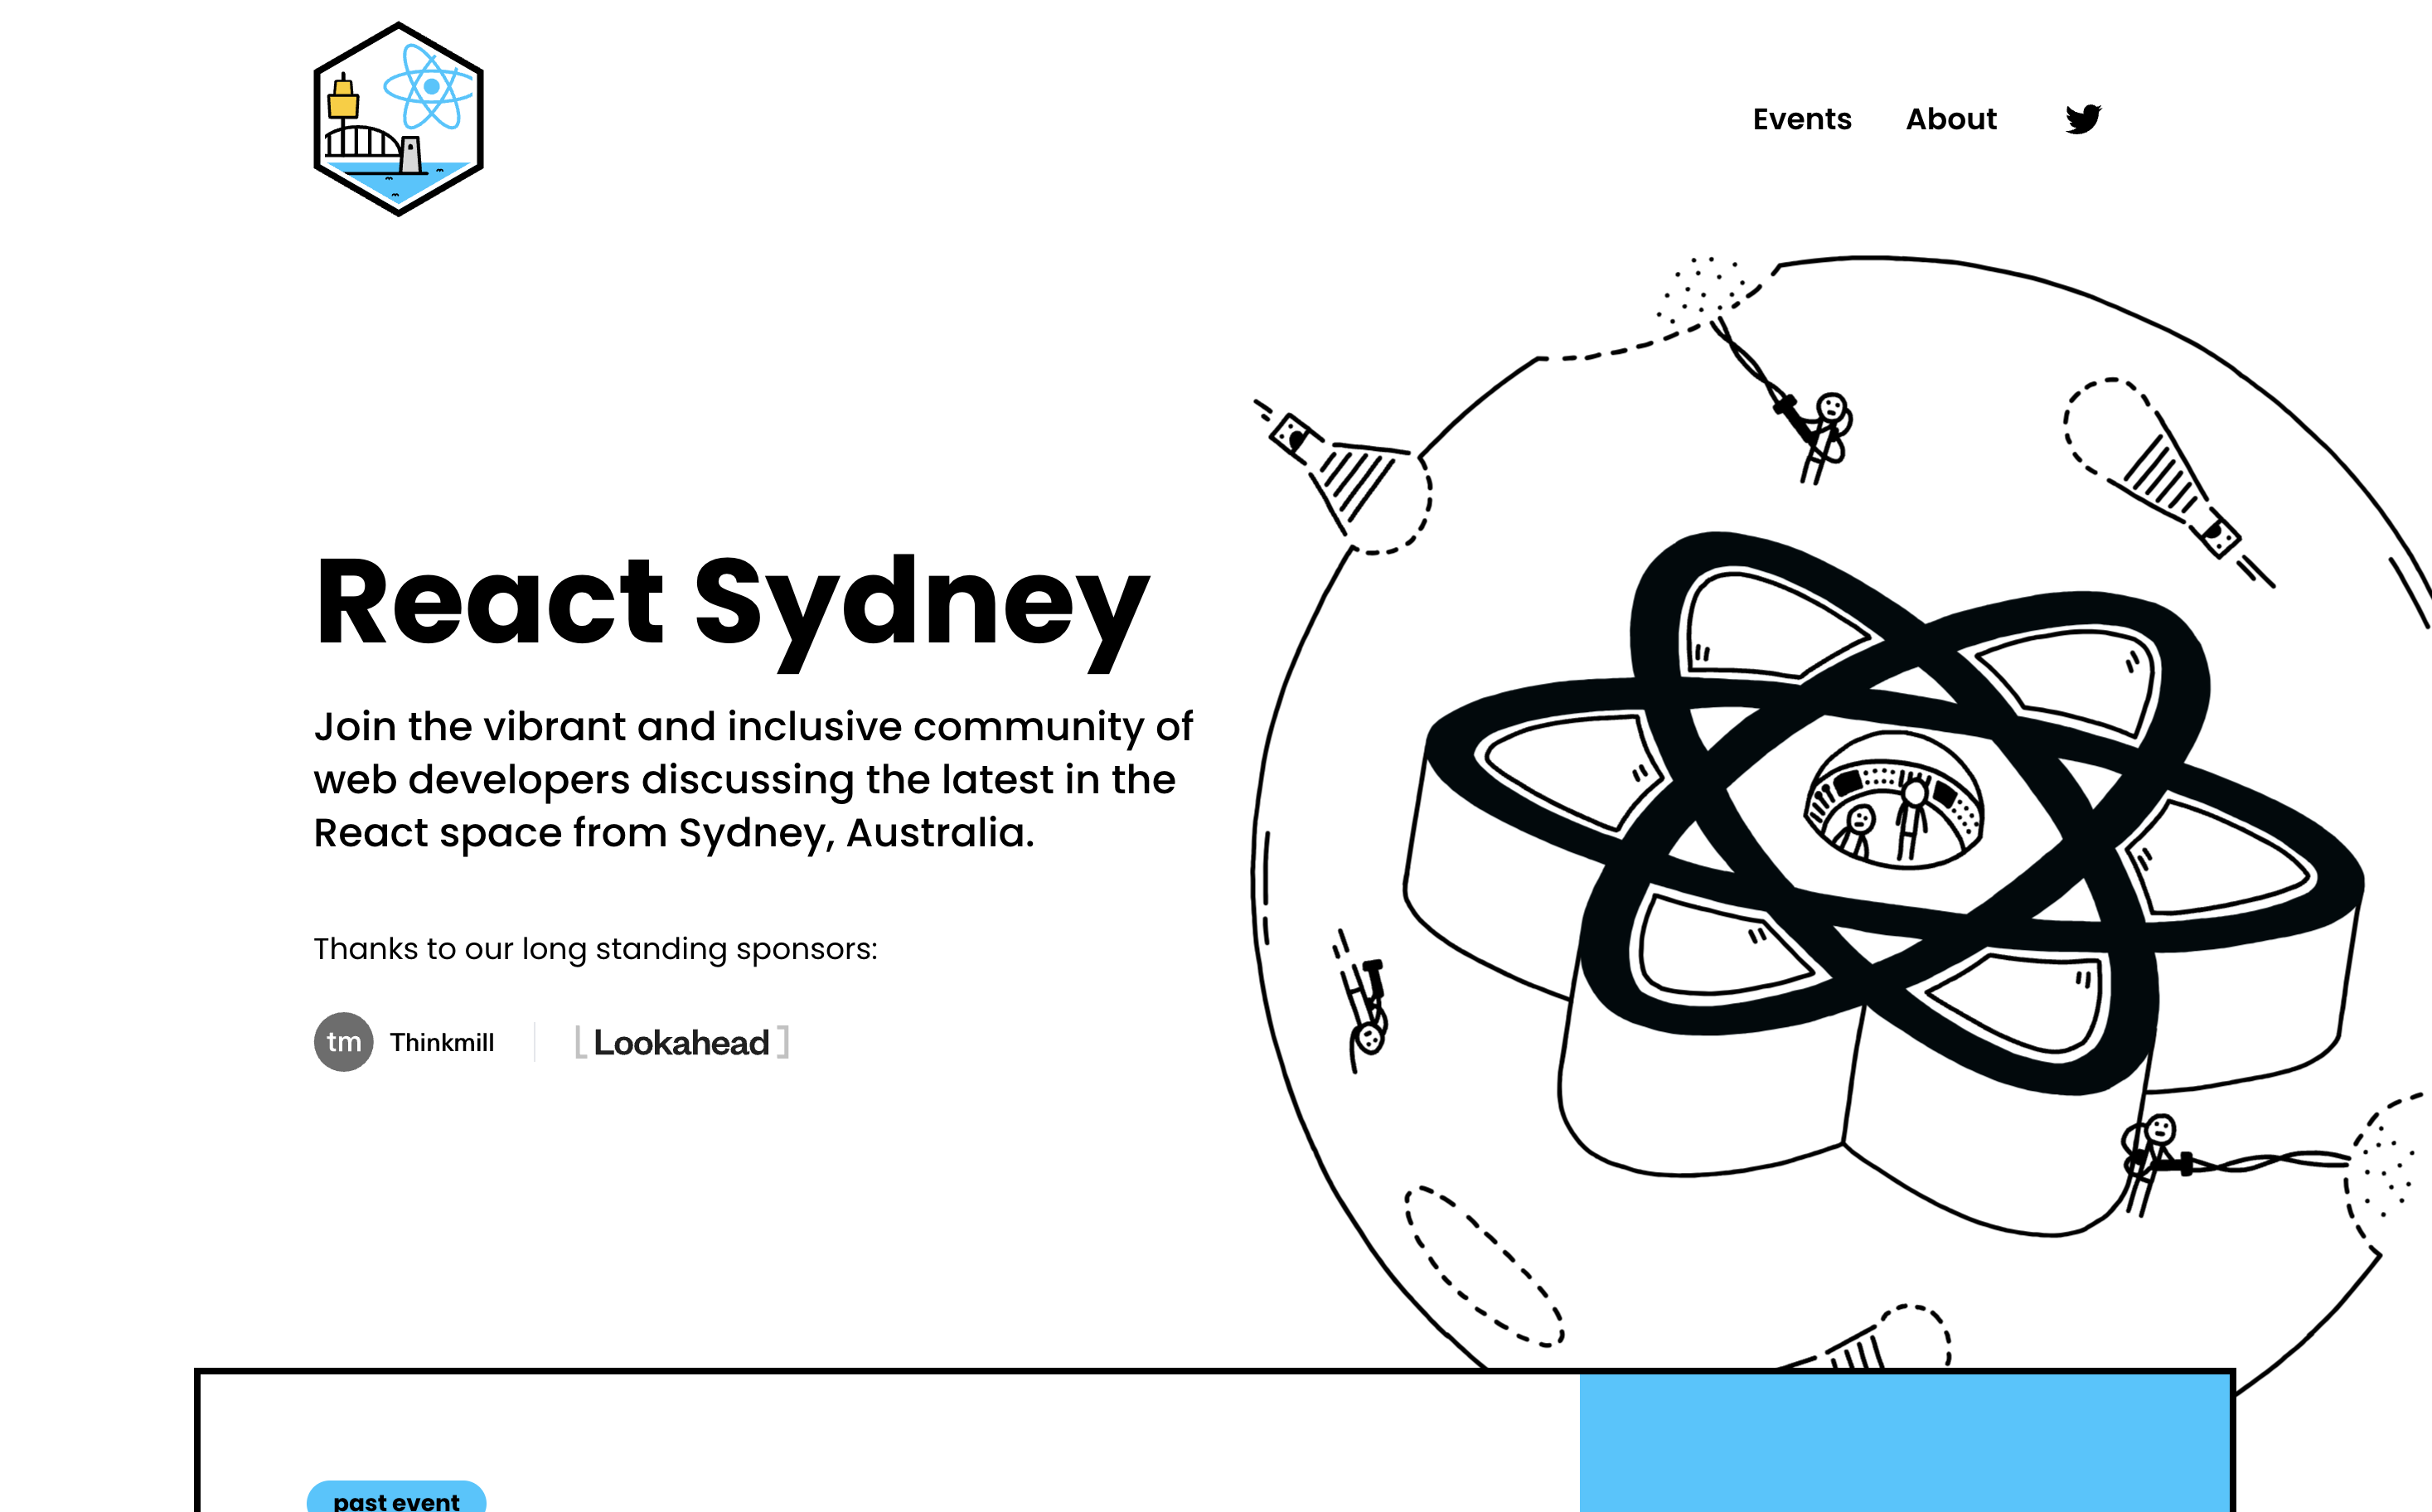 Events
About
React Sydney
Join the vibrant and inclusive community of
web developers discussing the latest in the
React space from Sydney, Australia.
Thanks to our long standing sponsors:
tm Thinkmill
[Lookahead]
past event